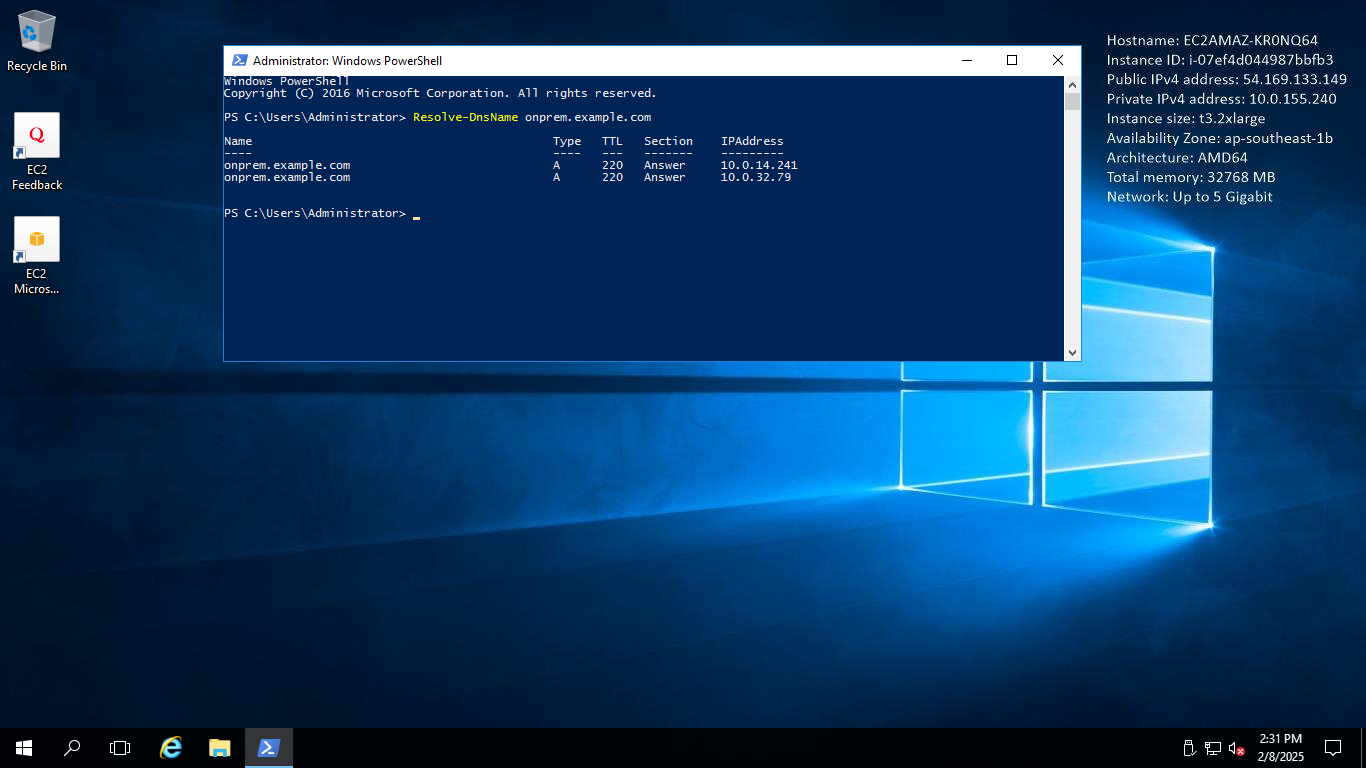 Recycle Bin
EC2
Feedback
EC2
Micros...
Administrator: Windows PowerShell
Windows PowerShell
Copyright (C) 2016 Microsoft Corporation. All rights reserved.
PS C:\Users\Administrator> Resolve-DnsName onprem.example.com
Name Type TTL Section IPAddress
---- ---- --- ------- ---------
onprem.example.com A 220 Answer 10.0.14.241
onprem.example.com A 220 Answer 10.0.32.79
PS C:\Users\Administrator> _
Hostname: EC2AMAZ-KR0NQ64
Instance ID: i-07ef4d044987bbfb3
Public IPv4 address: 54.169.133.149
Private IPv4 address: 10.0.155.240
Instance size: t3.2xlarge
Availability Zone: ap-southeast-1b
Architecture: AMD64
Total memory: 32768 MB
Network: Up to 5 Gigabit
2:31 PM
2/8/2025